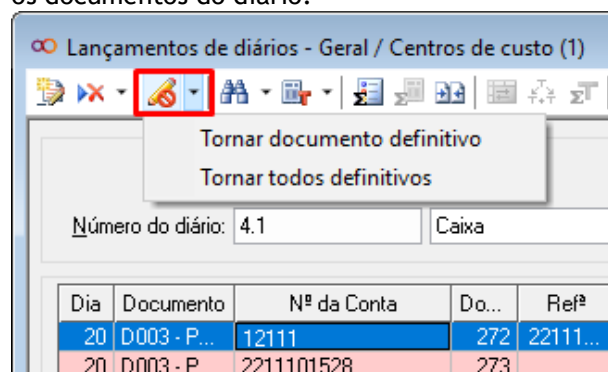 os documentos do diário.
Lançamentos de diários - Geral / Centros de custo (1)
Tornar documento definitivo
Tornar todos definitivos
Número do diário: 4.1 Caixa
Dia Documento Nº da Conta Do... Refª
20 D003 - P... 12111 272 22111...
20 D003 - P... 2211101528 273